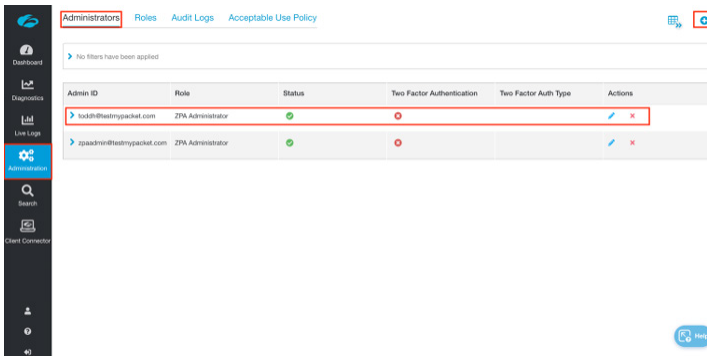 Administrators Roles Audit Logs Acceptable Use Policy
Dashboard
No filters have been applied
Diagnostics
Admin ID Role Status Two Factor Authentication Two Factor Auth Type Actions
toddh@testmypacket.com ZPA Administrator
Live Logs
zpaadmin@testmypacket.com ZPA Administrator
Administration
Search
Client Connector
Help